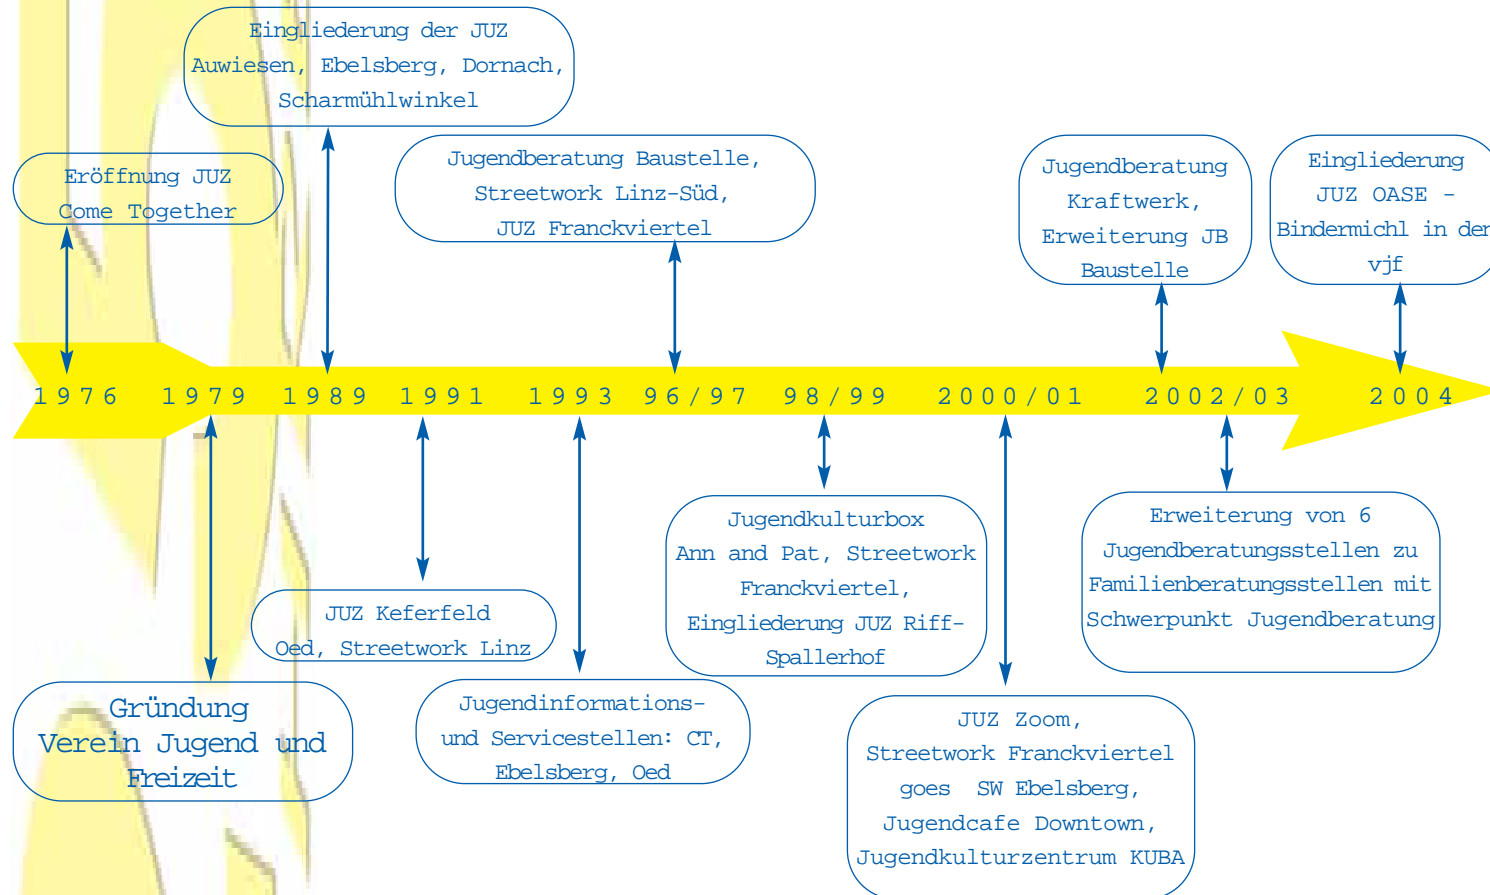 Eingliederung der JUZ
Auwiesen, Ebelsberg, Dornach,
Scharmühlwinkel
Eröffnung JUZ
Come Together
Jugendberatung Baustelle,
Streetwork Linz-Süd,
JUZ Franckviertel
Jugendberatung
Kraftwerk,
Erweiterung JB
Baustelle
Eingliederung
JUZ OASE -
Bindermichl in den
vjf
1976 1979 1989 1991 1993 96/97 98/99 2000/01 2002/03 2004
Gründung
Verein Jugend und
Freizeit
JUZ Keferfeld
Oed, Streetwork Linz
Jugendinformations-
und Servicestellen: CT,
Ebelsberg, Oed
Jugendkulturbox
Ann and Pat, Streetwork
Franckviertel,
Eingliederung JUZ Riff-
Spallerhof
JUZ Zoom,
Streetwork Franckviertel
goes SW Ebelsberg,
Jugendcafe Downtown,
Jugendkulturzentrum KUBA
Erweiterung von 6
Jugendberatungsstellen zu
Familienberatungsstellen mit
Schwerpunkt Jugendberatung